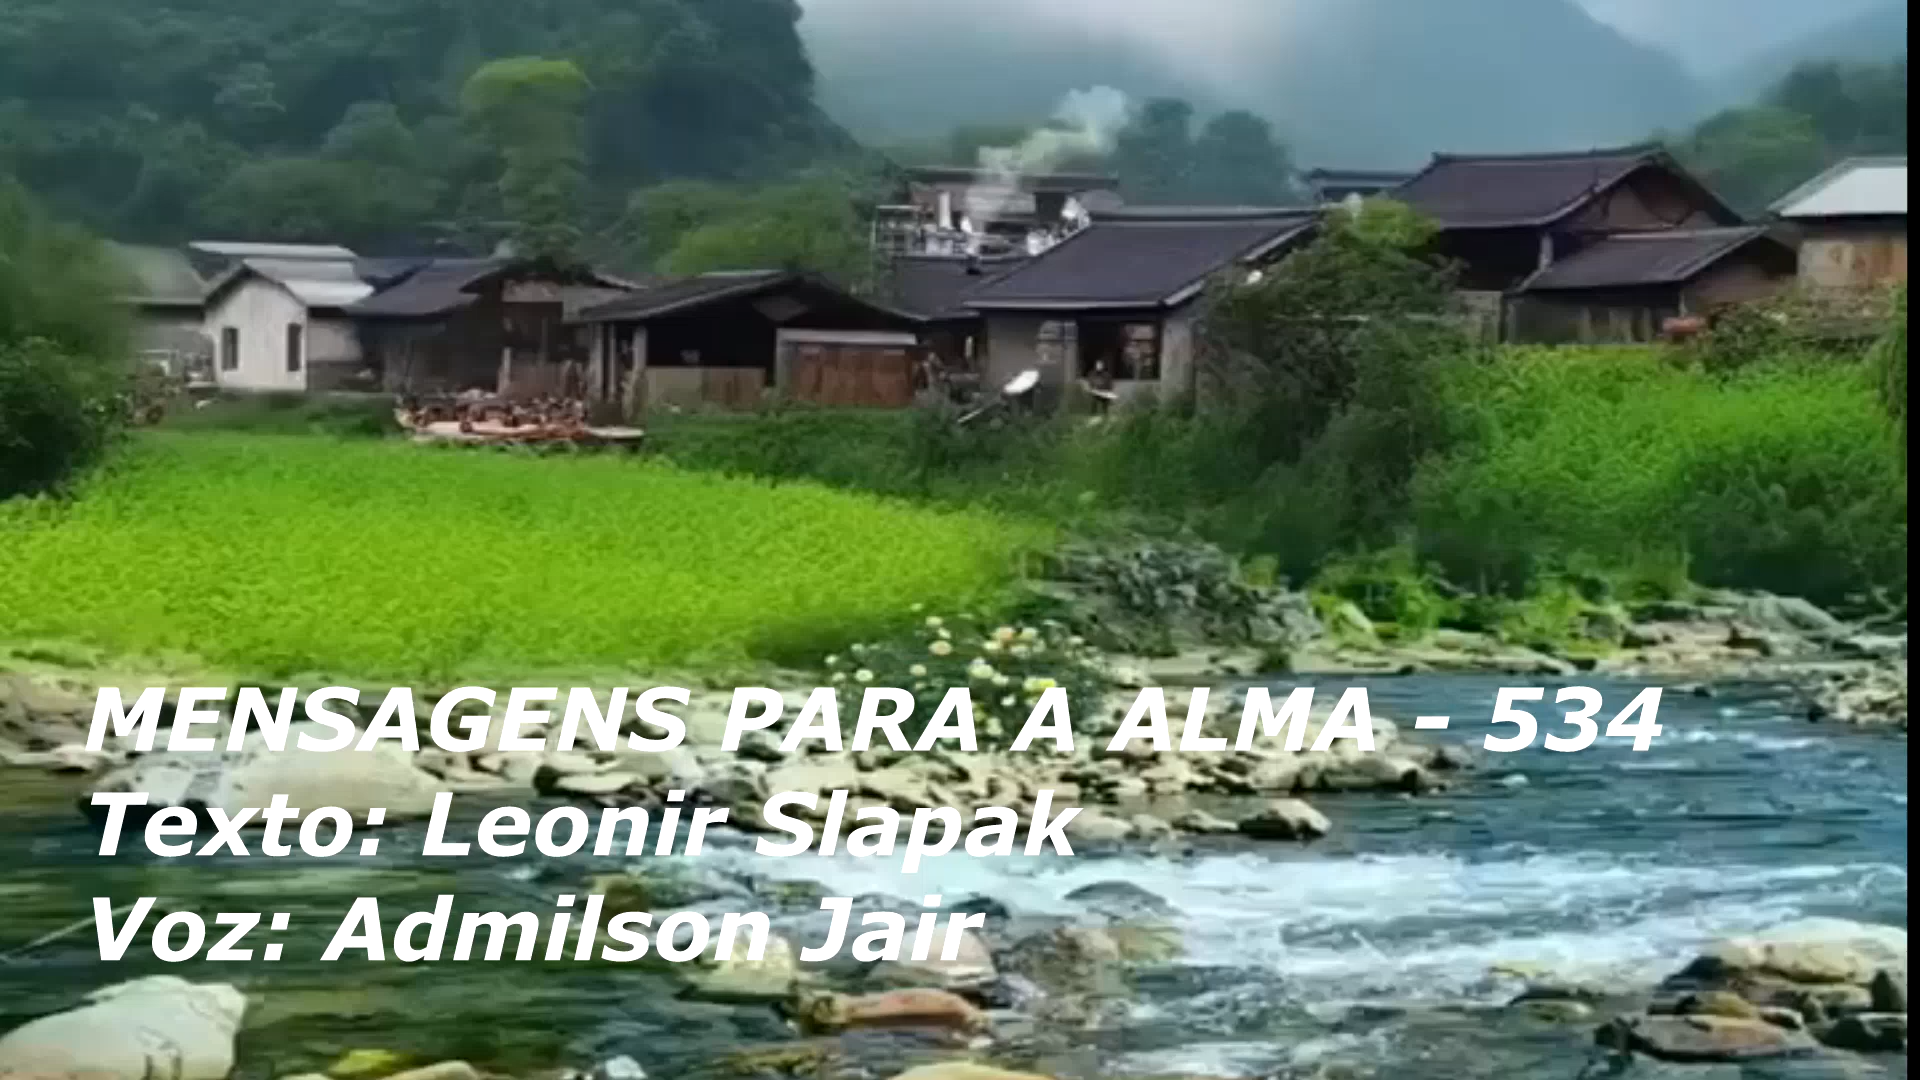 MENSAGENS PARA A ALMA - 534
Texto: Leonir Slapak
Voz: Admilson Jair